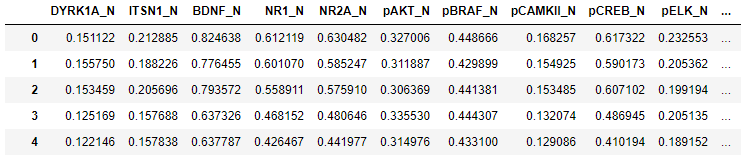 DYRK1A_N ITSN1_N BDNF_N NR1_N NR2A_N pAKT_N pBRAF_N pCAMKII_N pCREB_N pELK_N ...
0 0.151122 0.212885 0.824638 0.612119 0.630482 0.327006 0.448666 0.168257 0.617322 0.232553 ...
1 0.155750 0.188226 0.776455 0.601070 0.585247 0.311887 0.429899 0.154925 0.590173 0.205362 ...
2 0.153459 0.205696 0.793572 0.558911 0.575910 0.306369 0.441381 0.153485 0.607102 0.199194 ...
3 0.125169 0.157688 0.637326 0.468152 0.480646 0.335530 0.444307 0.132074 0.486945 0.205135 ...
4 0.122146 0.157838 0.637787 0.426467 0.441977 0.314976 0.433100 0.129086 0.410194 0.189152 ...